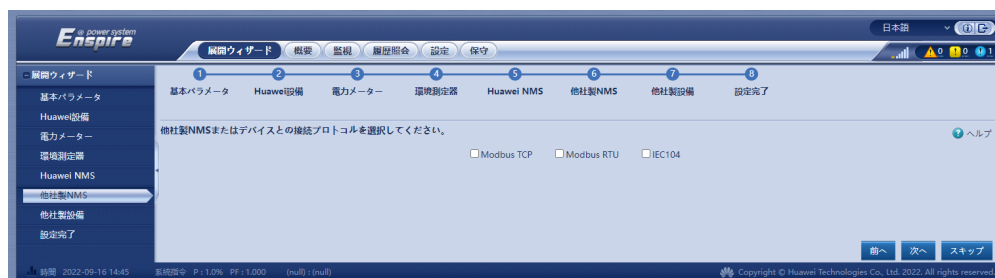 e power system
Enspire
日本語
展開ウィザード 概要 監視 履歴照会 設定 保守
0 0 1
展開ウィザード
基本パラメータ
Huawei設備
電力メーター
環境測定器
Huawei NMS
他社製NMS
他社製設備
設定完了
1 2 3 4 5 6 7 8
基本パラメータ Huawei設備 電力メーター 環境測定器 Huawei NMS 他社製NMS 他社製設備 設定完了
他社製NMSまたはデバイスとの接続プロトコルを選択してください。
ヘルプ
Modbus TCP Modbus RTU IEC104
前へ 次へ スキップ
時間 2022-09-16 14:45 系統指令 P : 1.0% PF : 1.000 (null) : (null) Copyright © Huawei Technologies Co., Ltd. 2022. All rights reserved